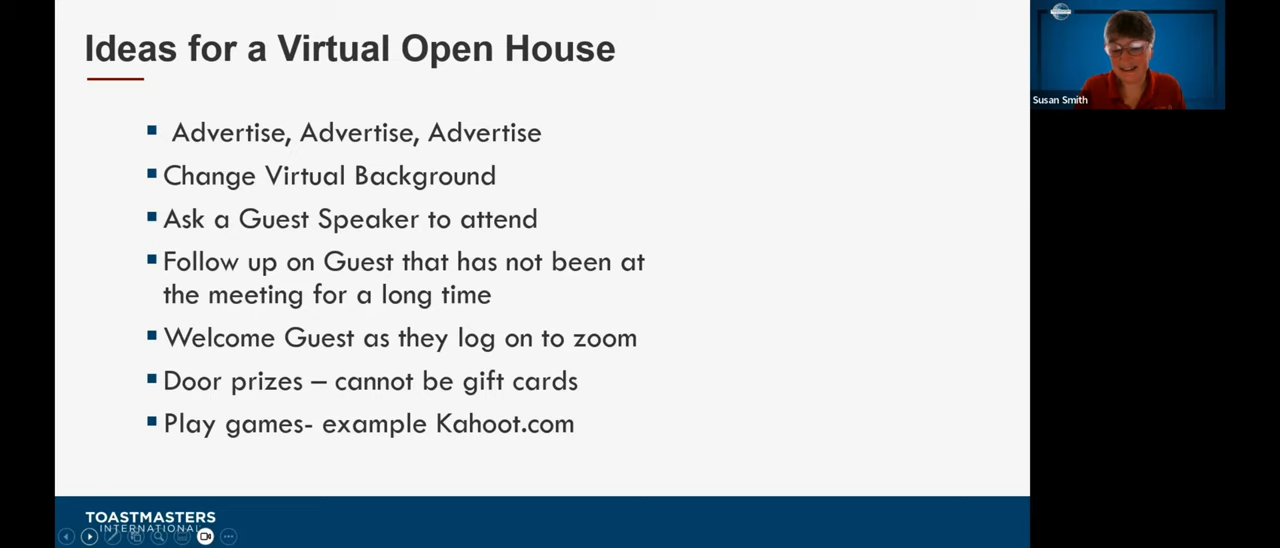 Ideas for a Virtual Open House
Advertise, Advertise, Advertise
Change Virtual Background
Ask a Guest Speaker to attend
Follow up on Guest that has not been at
the meeting for a long time
Welcome Guest as they log on to zoom
Door prizes – cannot be gift cards
Play games- example Kahoot.com
TOASTMASTERS
INTERNATIONAL
Susan Smith